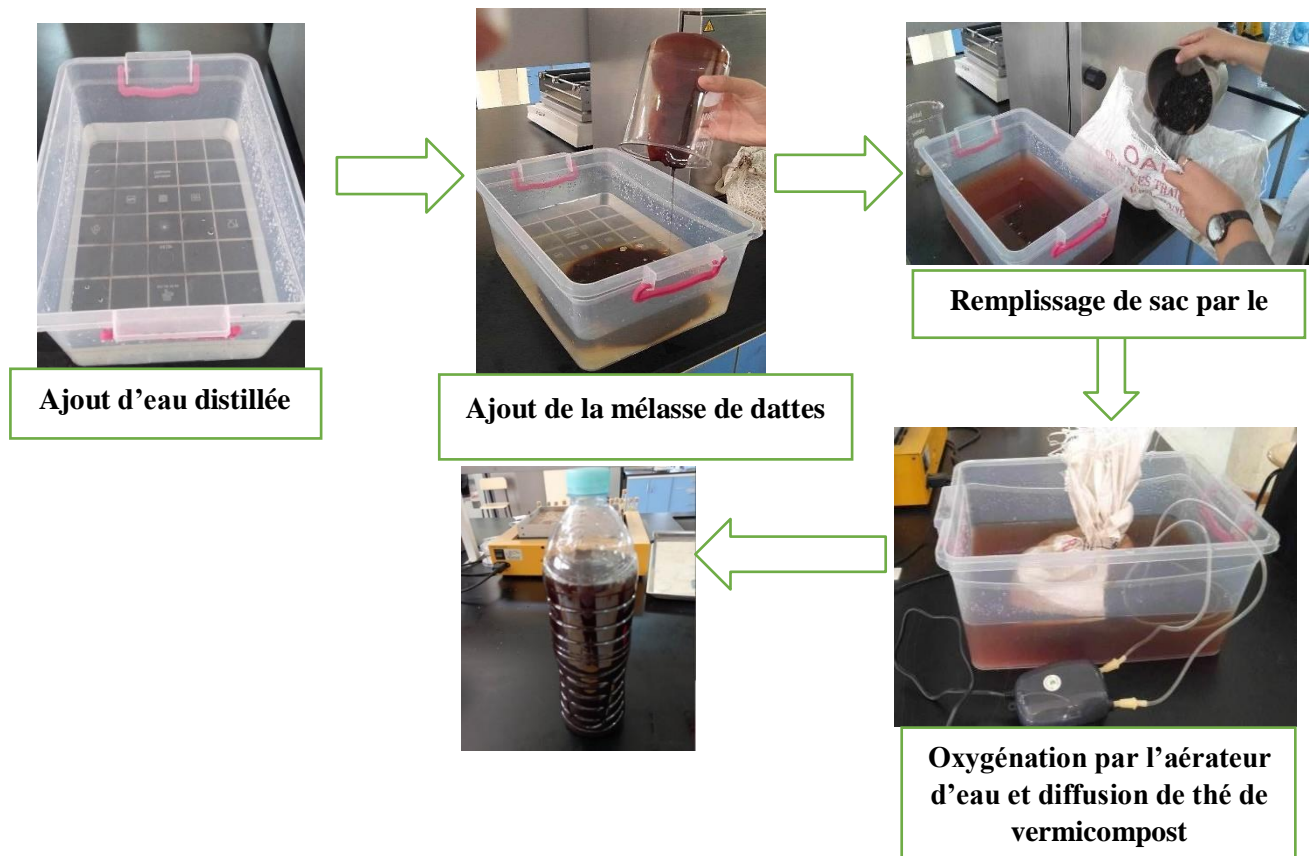 Ajout d’eau distillée
Ajout de la mélasse de dattes
OAI
Remplissage de sac par le
Oxygénation par l’aérateur
d’eau et diffusion de thé de
vermicompost